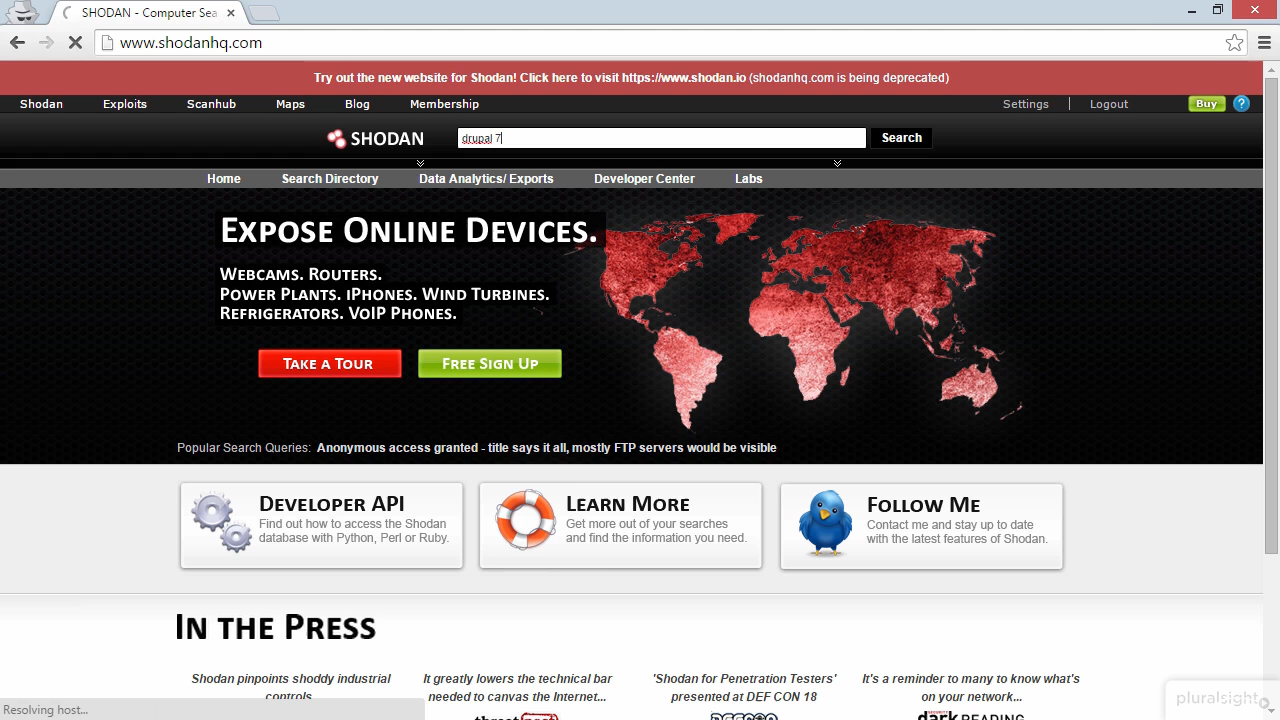 SHODAN - Computer Sea
www.shodanhq.com
Try out the new website for Shodan! Click here to visit https://www.shodan.io (shodanhq.com is being deprecated)
Shodan Exploits Scanhub Maps Blog Membership Settings Logout Buy ?
SHODAN drupal 7 Search
Home Search Directory Data Analytics/ Exports Developer Center Labs
Expose Online Devices.
Webcams. Routers.
Power Plants. iPhones. Wind Turbines.
Refrigerators. VoIP Phones.
Take a Tour Free Sign Up
Popular Search Queries: Anonymous access granted - title says it all, mostly FTP servers would be visible
Developer API
Find out how to access the Shodan
database with Python, Perl or Ruby.
Learn More
Get more out of your searches
and find the information you need.
Follow Me
Contact me and stay up to date
with the latest features of Shodan.
In the Press
Shodan pinpoints shoddy industrial
controls.
It greatly lowers the technical bar
needed to canvas the Internet...
'Shodan for Penetration Testers'
presented at DEF CON 18
It's a reminder to many to know what's
on your network...
threatpost
DEFCON
dark READING
Resolving host...
pluralsight